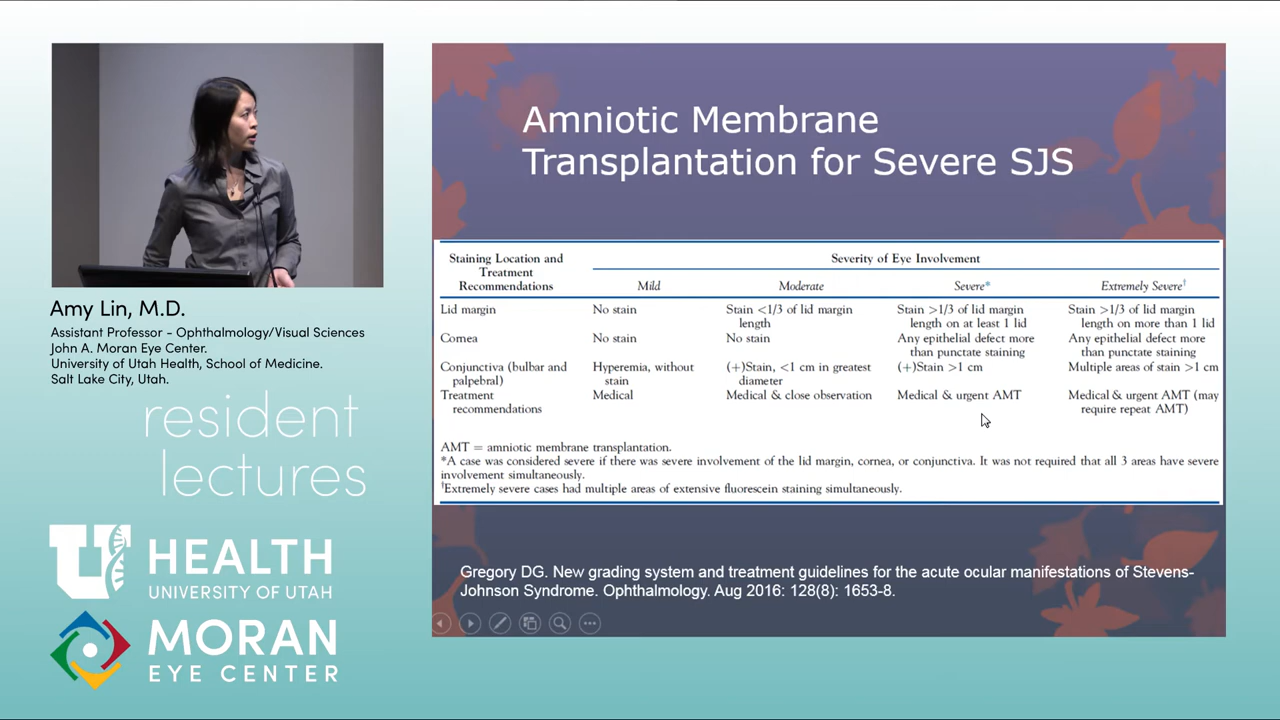 Amniotic Membrane
Transplantation for Severe SJS
Amy Lin, M.D.
Assistant Professor - Ophthalmology/Visual Sciences
John A. Moran Eye Center.
University of Utah Health, School of Medicine.
Salt Lake City, Utah.
resident
lectures
U
HEALTH
UNIVERSITY OF UTAH
MORAN
EYE CENTER
Staining Location and
Treatment
Recommendations
Severity of Eye Involvement
Mild
Moderate
Severe*
Extremely Severe†
Lid margin
No stain
Stain <1/3 of lid margin
length
Stain >1/3 of lid margin
length on at least 1 lid
Stain >1/3 of lid margin
length on more than 1 lid
Cornea
No stain
No stain
Any epithelial defect more
than punctate staining
Any epithelial defect more
than punctate staining
Conjunctiva (bulbar and
palpebral)
Hyperemia, without
stain
(+)Stain, <1 cm in greatest
diameter
(+)Stain >1 cm
Multiple areas of stain >1 cm
Treatment
recommendations
Medical
Medical & close observation
Medical & urgent AMT
Medical & urgent AMT (may
require repeat AMT)
AMT = amniotic membrane transplantation.
*A case was considered severe if there was severe involvement of the lid margin, cornea, or conjunctiva. It was not required that all 3 areas have severe
involvement simultaneously.
†Extremely severe cases had multiple areas of extensive fluorescein staining simultaneously.
Gregory DG. New grading system and treatment guidelines for the acute ocular manifestations of Stevens-
Johnson Syndrome. Ophthalmology. Aug 2016: 128(8): 1653-8.